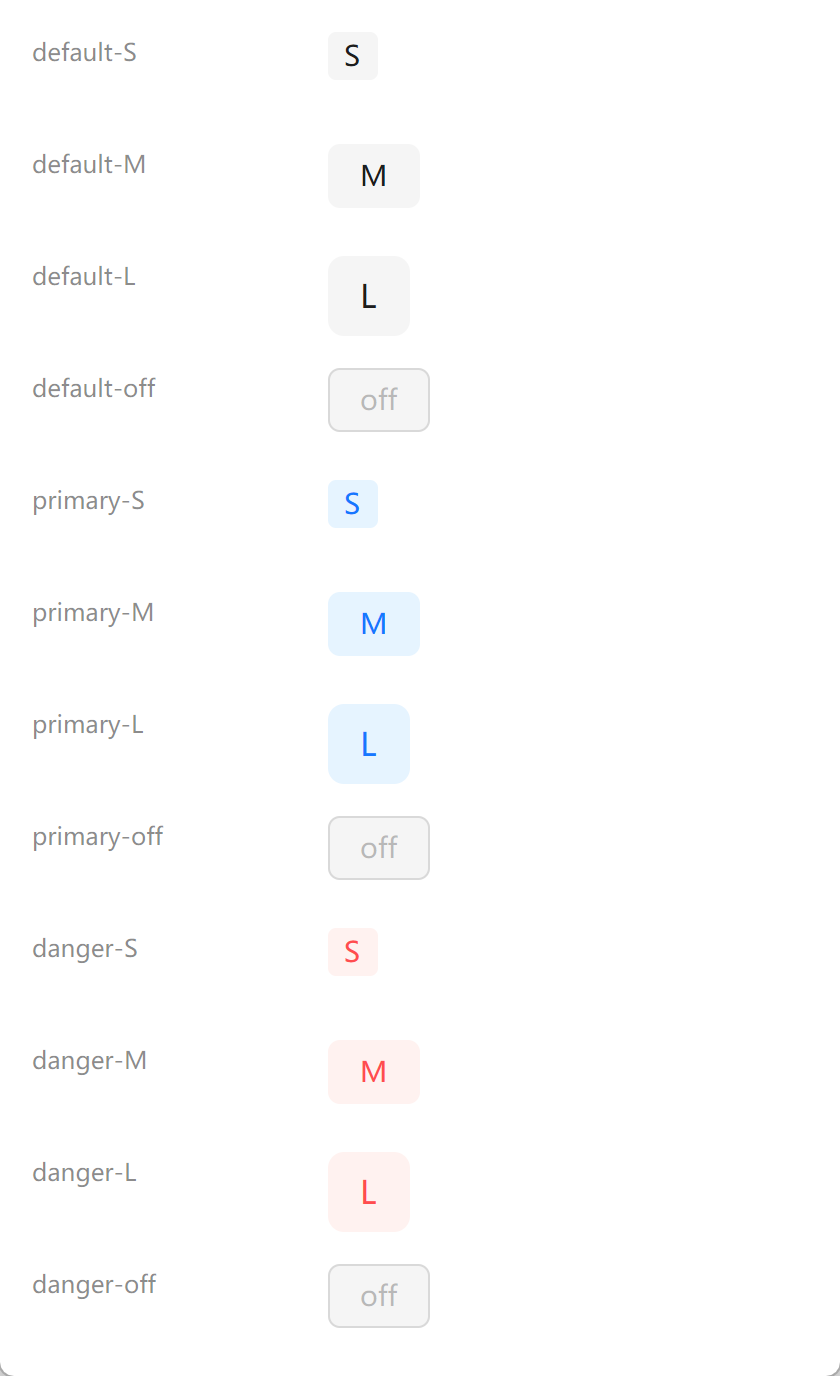 default-S S
default-M M
default-L L
default-off off
primary-S S
primary-M M
primary-L L
primary-off off
danger-S S
danger-M M
danger-L L
danger-off off